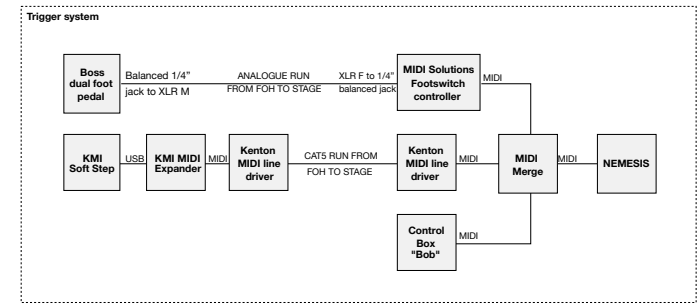 Trigger system
Boss
dual foot
pedal
Balanced 1/4"
jack to XLR M
ANALOGUE RUN
FROM FOH TO STAGE
XLR F to 1/4"
balanced jack
MIDI Solutions
Footswitch
controller
MIDI
KMI
Soft Step
USB
KMI MIDI
Expander
MIDI
Kenton
MIDI line
driver
CAT5 RUN FROM
FOH TO STAGE
Kenton
MIDI line
driver
MIDI
MIDI
Merge
MIDI
NEMESIS
Control
Box
"Bob"
MIDI